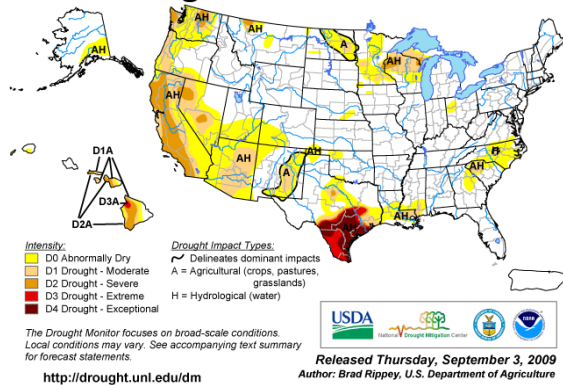 AH
AH
AH
A
AH
AH
AH
AH
A
AH
H
AH
AH
D1A
D3A
D2A
Intensity:
D0 Abnormally Dry
D1 Drought - Moderate
D2 Drought - Severe
D3 Drought - Extreme
D4 Drought - Exceptional
Drought Impact Types:
Delineates dominant impacts
A = Agricultural (crops, pastures,
grasslands)
H = Hydrological (water)
The Drought Monitor focuses on broad-scale conditions.
Local conditions may vary. See accompanying text summary
for forecast statements.
http://drought.unl.edu/dm
USDA
National Drought Mitigation Center
Released Thursday, September 3, 2009
Author: Brad Rippey, U.S. Department of Agriculture